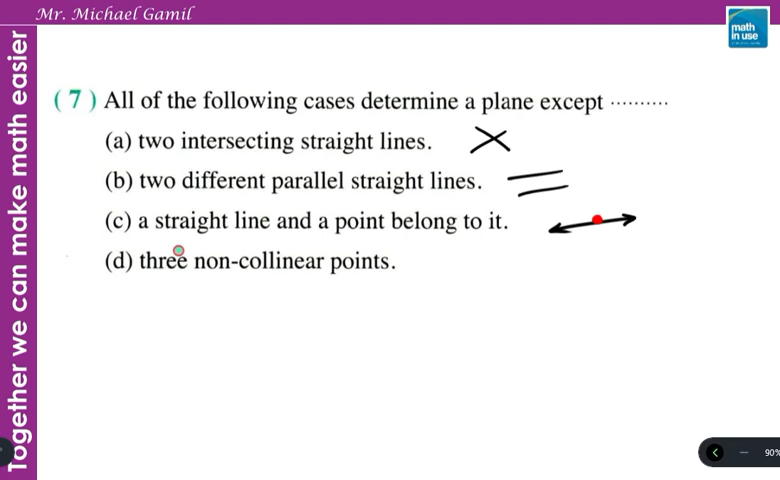 Mr. Michael Gamil
math
in use
Together we can make math easier
( 7 ) All of the following cases determine a plane except ··········
(a) two intersecting straight lines.
(b) two different parallel straight lines.
(c) a straight line and a point belong to it.
(d) three non-collinear points.
90%